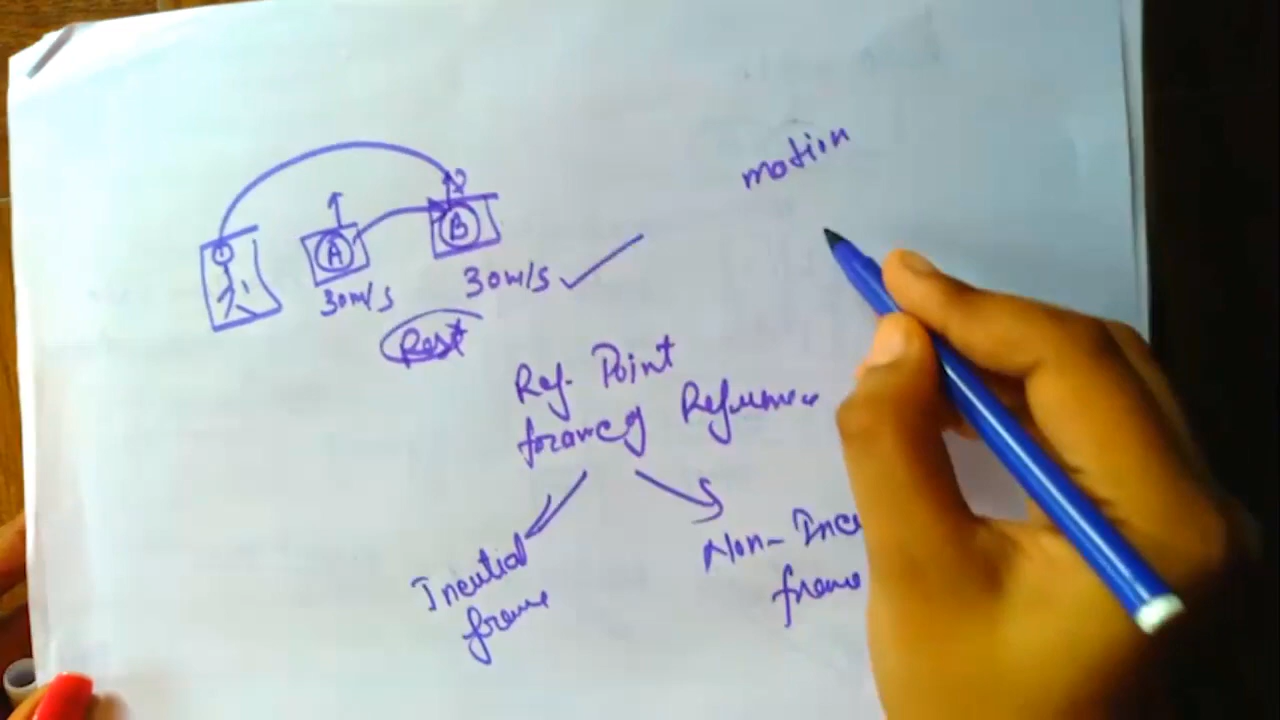 motion
A
B
30m/s
30m/s
Rest
Ref. Point
frame of Reference
Inertial
frame
Non-Ine
frame